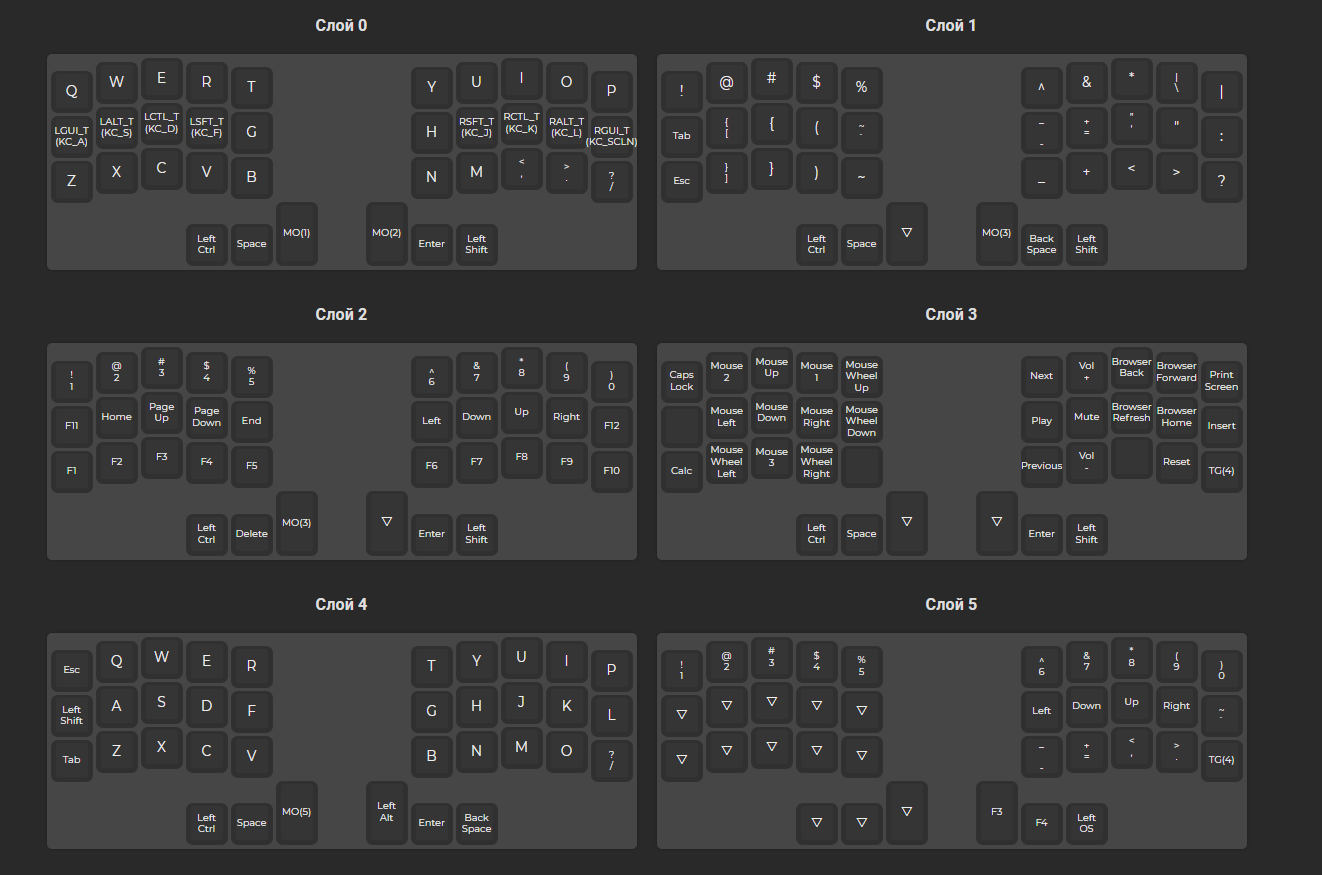 Слой 0
Q W E R T Y U I O P
LGUI_T (KC_A) LALT_T (KC_S) LCTL_T (KC_D) LSFT_T (KC_F) G H RSFT_T (KC_J) RCTL_T (KC_K) RALT_T (KC_L) RGUI_T (KC_SCLN)
Z X C V B N M < , > . ? /
Left Ctrl Space MO(1) MO(2) Enter Left Shift
Слой 1
! @ # $ % ^ & * | \ |
Tab { [ { ( ~ ` _ - + = " ' " :
Esc } ] } ) ~ _ + < > ?
Left Ctrl Space ▽ MO(3) Back Space Left Shift
Слой 2
! 1 @ 2 # 3 $ 4 % 5 ^ 6 & 7 * 8 ( 9 ) 0
F11 Home Page Up Page Down End Left Down Up Right F12
F1 F2 F3 F4 F5 F6 F7 F8 F9 F10
Left Ctrl Delete MO(3) ▽ Enter Left Shift
Слой 3
Caps Lock Mouse 2 Mouse Up Mouse 1 Mouse Wheel Up Next Vol + Browser Back Browser Forward Print Screen
Mouse Left Mouse Down Mouse Right Mouse Wheel Down Play Mute Browser Refresh Browser Home Insert
Calc Mouse Wheel Left Mouse 3 Mouse Wheel Right Previous Vol - Reset TG(4)
Left Ctrl Space ▽ ▽ Enter Left Shift
Слой 4
Esc Q W E R T Y U I P
Left Shift A S D F G H J K L
Tab Z X C V B N M O ? /
Left Ctrl Space MO(5) Left Alt Enter Back Space
Слой 5
! 1 @ 2 # 3 $ 4 % 5 ^ 6 & 7 * 8 ( 9 ) 0
▽ ▽ ▽ ▽ ▽ Left Down Up Right ~ `
▽ ▽ ▽ ▽ ▽ _ - + = < , > . TG(4)
▽ ▽ ▽ F3 F4 Left OS